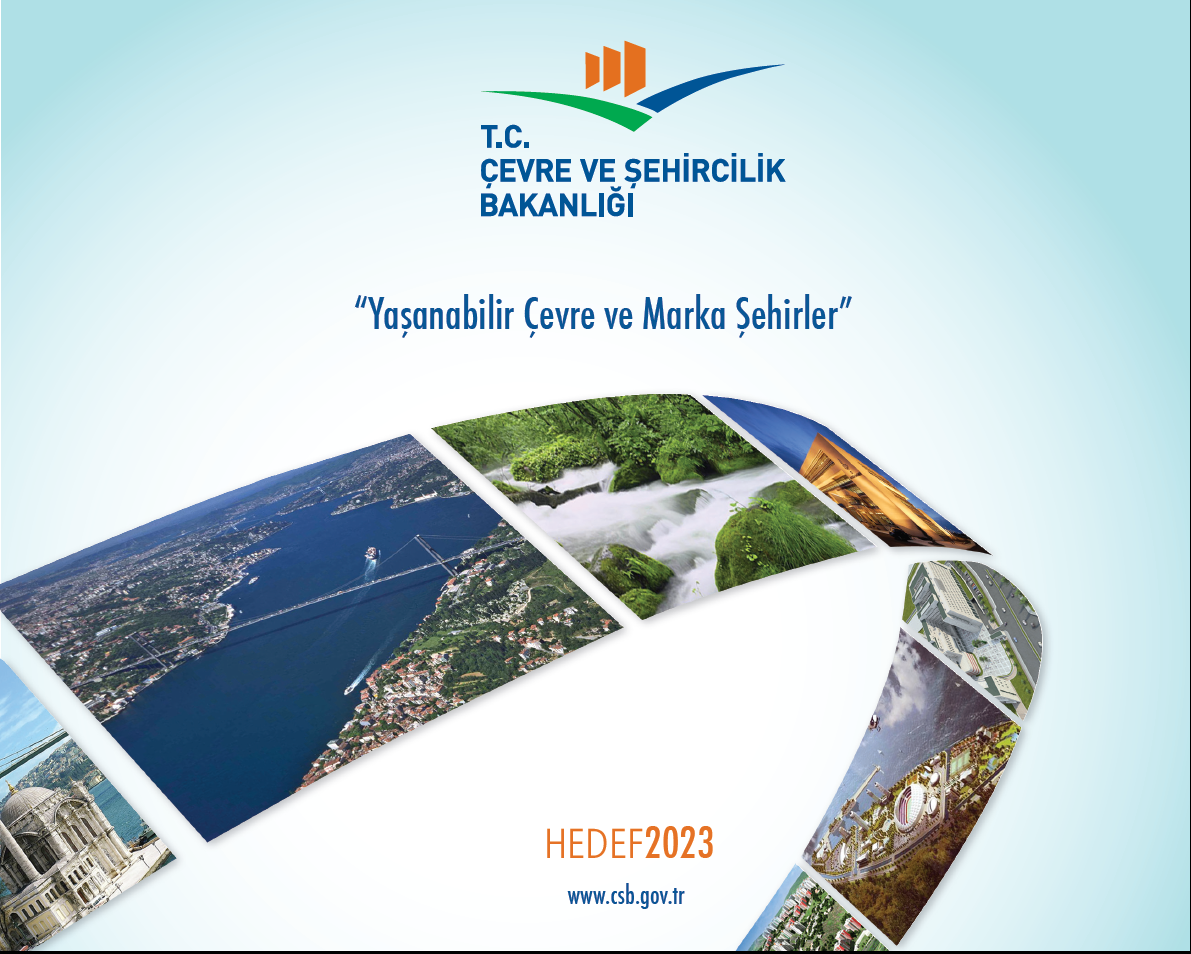 T.C.
ÇEVRE VE ŞEHİRCİLİK
BAKANLIĞI
“Yaşanabilir Çevre ve Marka Şehirler”
HEDEF2023
www.csb.gov.tr